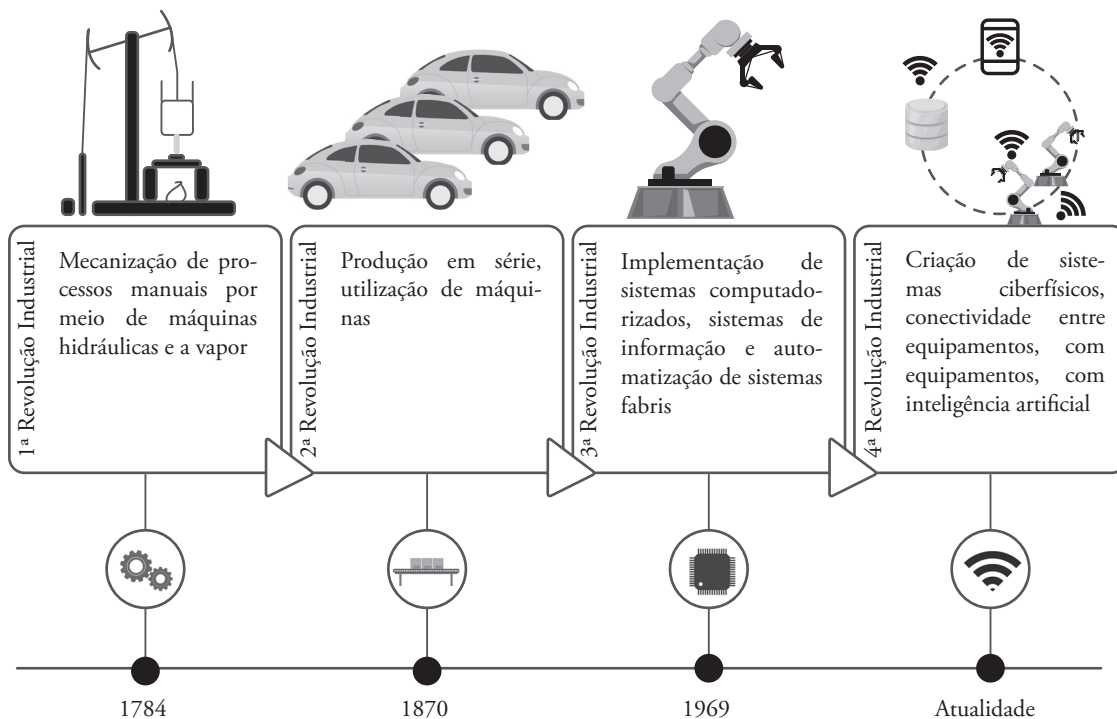 1ª Revolução Industrial
Mecanização de pro-
cessos manuais por
meio de máquinas
hidráulicas e a vapor
2ª Revolução Industrial
Produção em série,
utilização de máqui-
nas
3ª Revolução Industrial
Implementação de
sistemas computado-
rizados, sistemas de
informação e auto-
matização de sistemas
fabris
4ª Revolução Industrial
Criação de siste-
mas ciberfísicos,
conectividade entre
equipamentos, com
equipamentos, com
inteligência artificial
1784
1870
1969
Atualidade